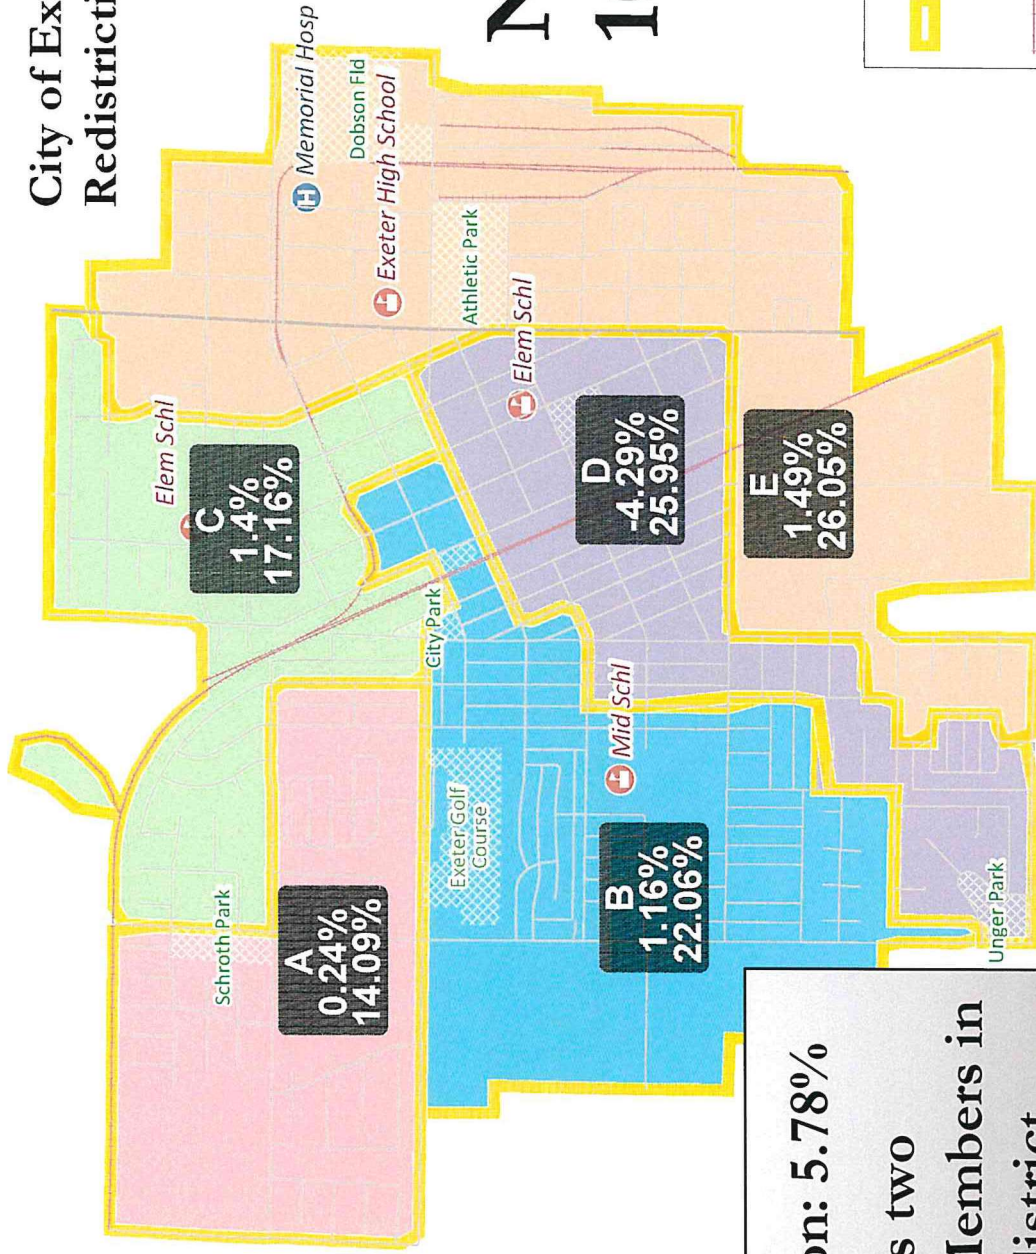 City of Ex
Redistricti
N
Elem Schl
C
1.4%
17.16%
Memorial Hosp
Dobson Fld
Exeter High School
Athletic Park
Elem Schl
Schroth Park
A
0.24%
14.09%
City Park
Exeter Golf
Course
D
-4.29%
25.95%
Mid Schl
B
1.16%
22.06%
E
1.49%
26.05%
Unger Park
on: 5.78%
s two
embers in
istrict